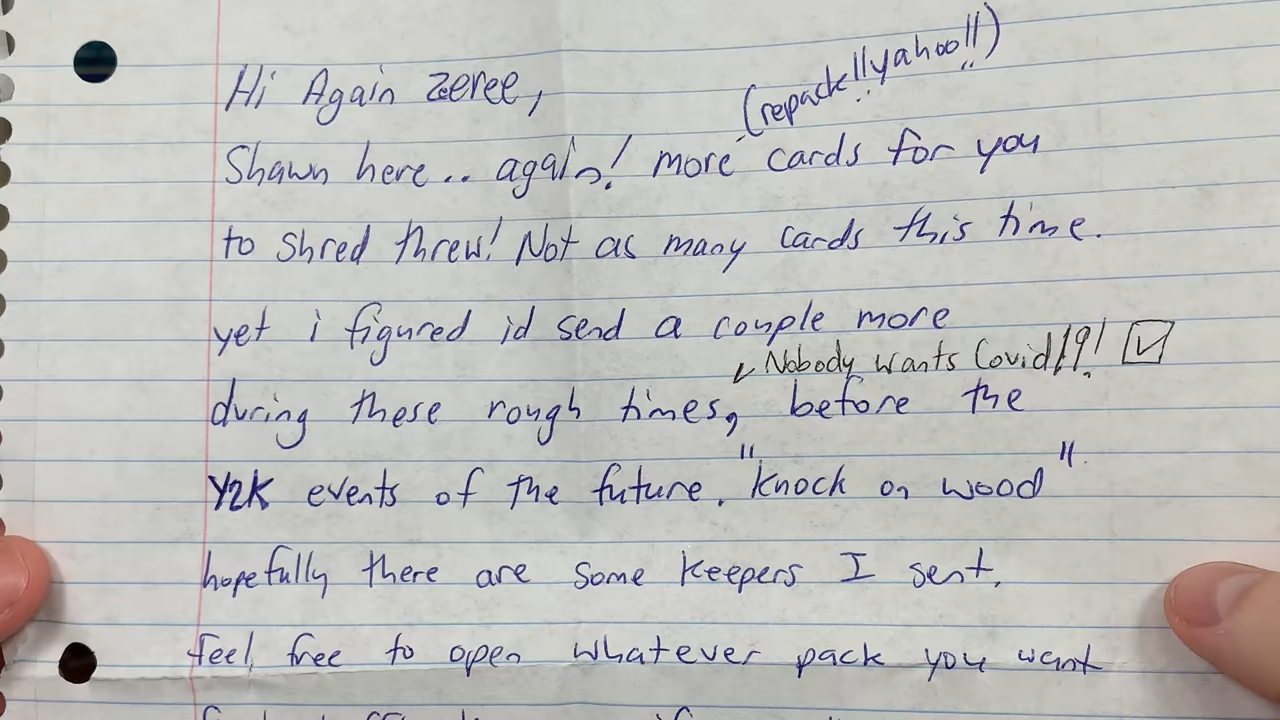 Hi Again zeree,
(repack!!yahoo!!)
Shawn here.. again! more cards for you
to shred threw! Not as many cards this time.
yet i figured id send a couple more
Nobody wants Covid19!
during these rough times, before the
Y2K events of the future. "Knock on wood"
hopefully there are some keepers I sent.
feel free to open whatever pack you want